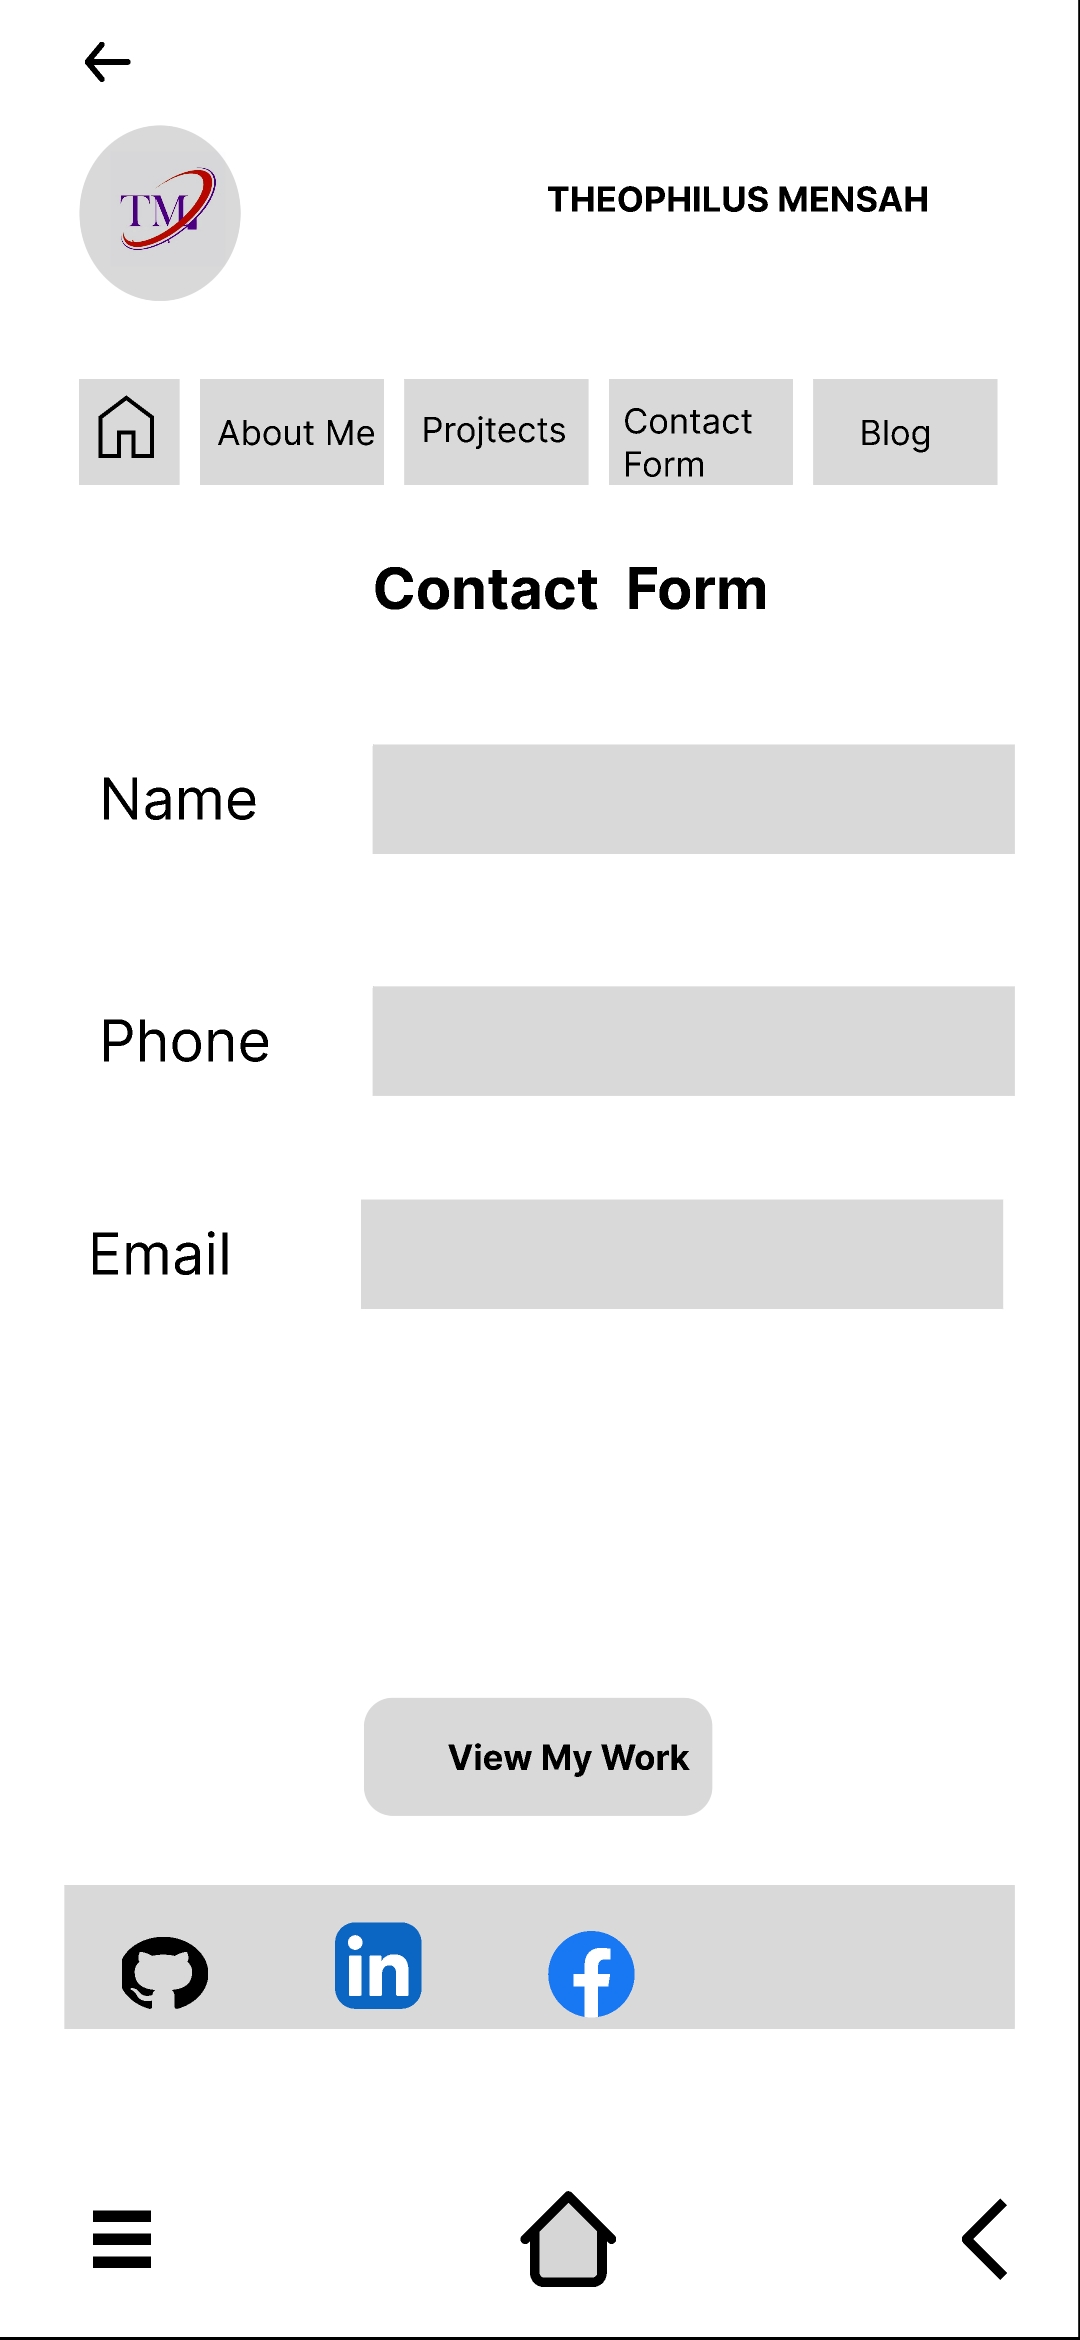 TM
THEOPHILUS MENSAH
About Me
Projtects
Contact
Form
Blog
Contact Form
Name
Phone
Email
View My Work
in
f